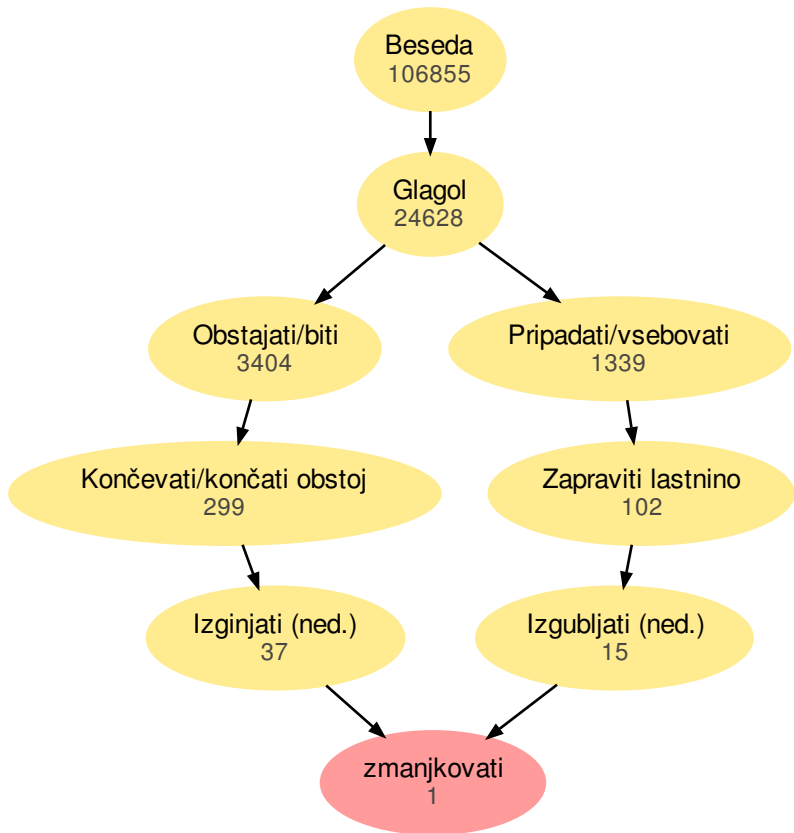 Beseda
106855
Glagol
24628
Obstajati/biti
3404
Pripadati/vsebovati
1339
Končevati/končati obstoj
299
Zapraviti lastnino
102
Izginjati (ned.)
37
Izgubljati (ned.)
15
zmanjkovati
1